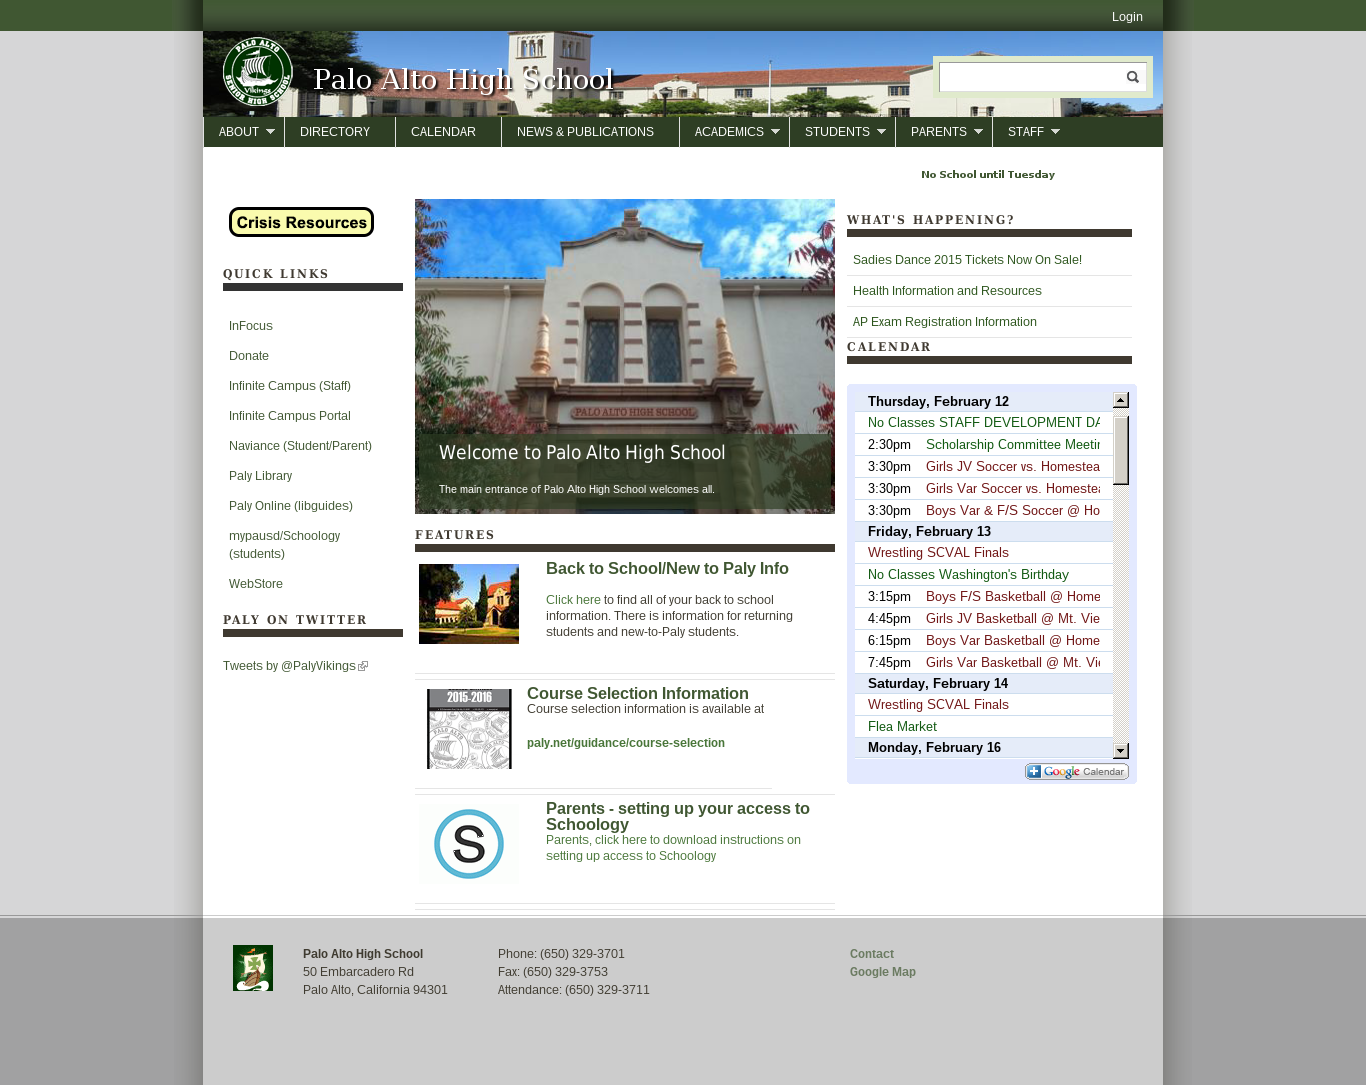 Login
PALO ALTO
Vikings
SENIOR HIGH SCHOOL
Palo Alto High School
ABOUT
DIRECTORY
CALENDAR
NEWS & PUBLICATIONS
ACADEMICS
STUDENTS
PARENTS
STAFF
No School until Tuesday
Crisis Resources
QUICK LINKS
InFocus
Donate
Infinite Campus (Staff)
Infinite Campus Portal
Naviance (Student/Parent)
Paly Library
Paly Online (libguides)
mypausd/Schoology
(students)
WebStore
PALY ON TWITTER
Tweets by @PalyVikings
PALO ALTO HIGH SCHOOL
Welcome to Palo Alto High School
The main entrance of Palo Alto High School welcomes all.
FEATURES
Back to School/New to Paly Info
Click here to find all of your back to school
information. There is information for returning
students and new-to-Paly students.
2015-2016
Course Selection Information
Course selection information is available at
paly.net/guidance/course-selection
S
Parents - setting up your access to
Schoology
Parents, click here to download instructions on
setting up access to Schoology
WHAT'S HAPPENING?
Sadies Dance 2015 Tickets Now On Sale!
Health Information and Resources
AP Exam Registration Information
CALENDAR
Thursday, February 12
No Classes STAFF DEVELOPMENT DA
2:30pm Scholarship Committee Meetin
3:30pm Girls JV Soccer vs. Homestea
3:30pm Girls Var Soccer vs. Homestea
3:30pm Boys Var & F/S Soccer @ Ho
Friday, February 13
Wrestling SCVAL Finals
No Classes Washington's Birthday
3:15pm Boys F/S Basketball @ Home
4:45pm Girls JV Basketball @ Mt. Vie
6:15pm Boys Var Basketball @ Home
7:45pm Girls Var Basketball @ Mt. Vie
Saturday, February 14
Wrestling SCVAL Finals
Flea Market
Monday, February 16
Google Calendar
Palo Alto High School
50 Embarcadero Rd
Palo Alto, California 94301
Phone: (650) 329-3701
Fax: (650) 329-3753
Attendance: (650) 329-3711
Contact
Google Map